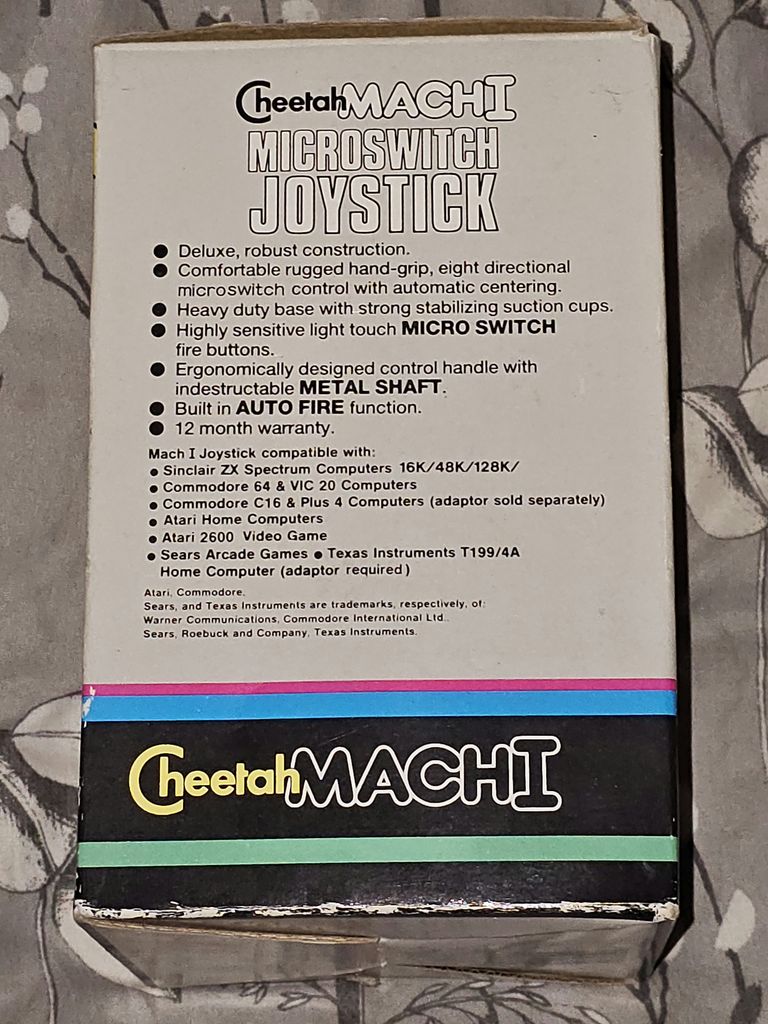 Cheetah MACH I
MICROSWITCH
JOYSTICK
● Deluxe, robust construction.
● Comfortable rugged hand-grip, eight directional
microswitch control with automatic centering.
● Heavy duty base with strong stabilizing suction cups.
● Highly sensitive light touch MICRO SWITCH
fire buttons.
● Ergonomically designed control handle with
indestructable METAL SHAFT.
● Built in AUTO FIRE function.
● 12 month warranty.
Mach I Joystick compatible with:
● Sinclair ZX Spectrum Computers 16K/48K/128K/
● Commodore 64 & VIC 20 Computers
● Commodore C16 & Plus 4 Computers (adaptor sold separately)
● Atari Home Computers
● Atari 2600 Video Game
● Sears Arcade Games ● Texas Instruments T199/4A
Home Computer (adaptor required)
Atari, Commodore.
Sears, and Texas Instruments are trademarks, respectively, of:
Warner Communications, Commodore International Ltd..
Sears, Roebuck and Company, Texas Instruments.
Cheetah MACH I